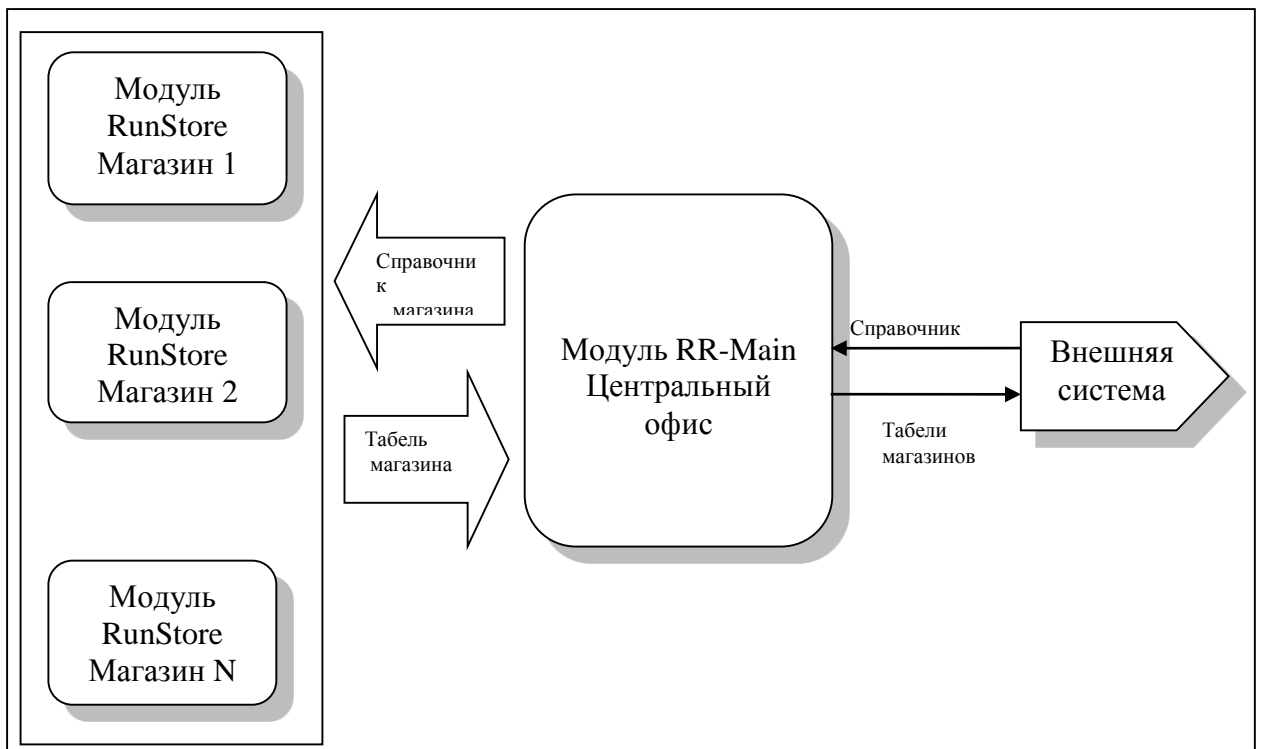 Модуль
RunStore
Магазин 1
Модуль
RunStore
Магазин 2
Модуль
RunStore
Магазин N
Справочни
к
магазина
Табель
магазина
Модуль RR-Main
Центральный
офис
Справочник
Табели
магазинов
Внешняя
система